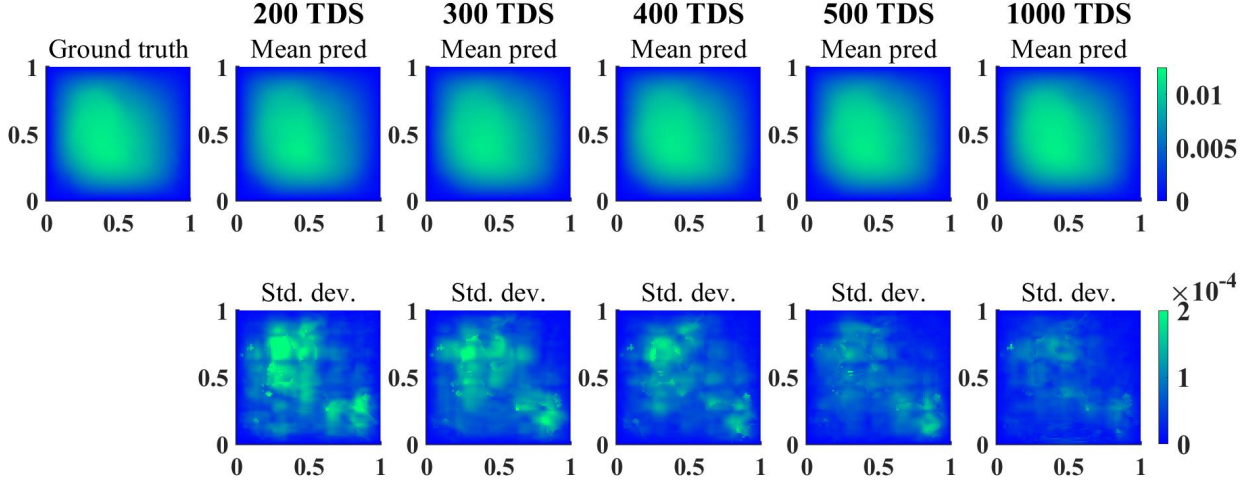 200 TDS 300 TDS 400 TDS 500 TDS 1000 TDS
Ground truth Mean pred Mean pred Mean pred Mean pred Mean pred
1 1 1 1 1 1
0.01
0.5 0.5 0.5 0.5 0.5 0.5
0.005
0 0 0 0 0 0 0
0 0.5 1 0 0.5 1 0 0.5 1 0 0.5 1 0 0.5 1 0 0.5 1
×10⁻⁴
Std. dev. Std. dev. Std. dev. Std. dev. Std. dev.
1 1 1 1 1 2
0.5 0.5 0.5 0.5 0.5 1
0 0 0 0 0 0
0 0.5 1 0 0.5 1 0 0.5 1 0 0.5 1 0 0.5 1